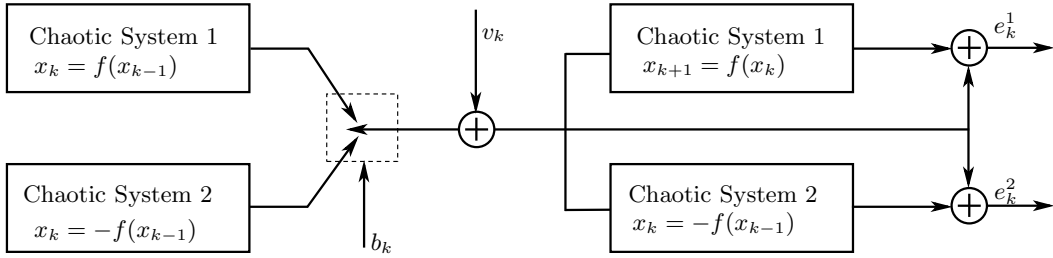 Chaotic System 1
x_k = f(x_{k-1})
Chaotic System 2
x_k = -f(x_{k-1})
b_k
v_k
Chaotic System 1
x_{k+1} = f(x_k)
Chaotic System 2
x_k = -f(x_{k-1})
e_k^1
e_k^2